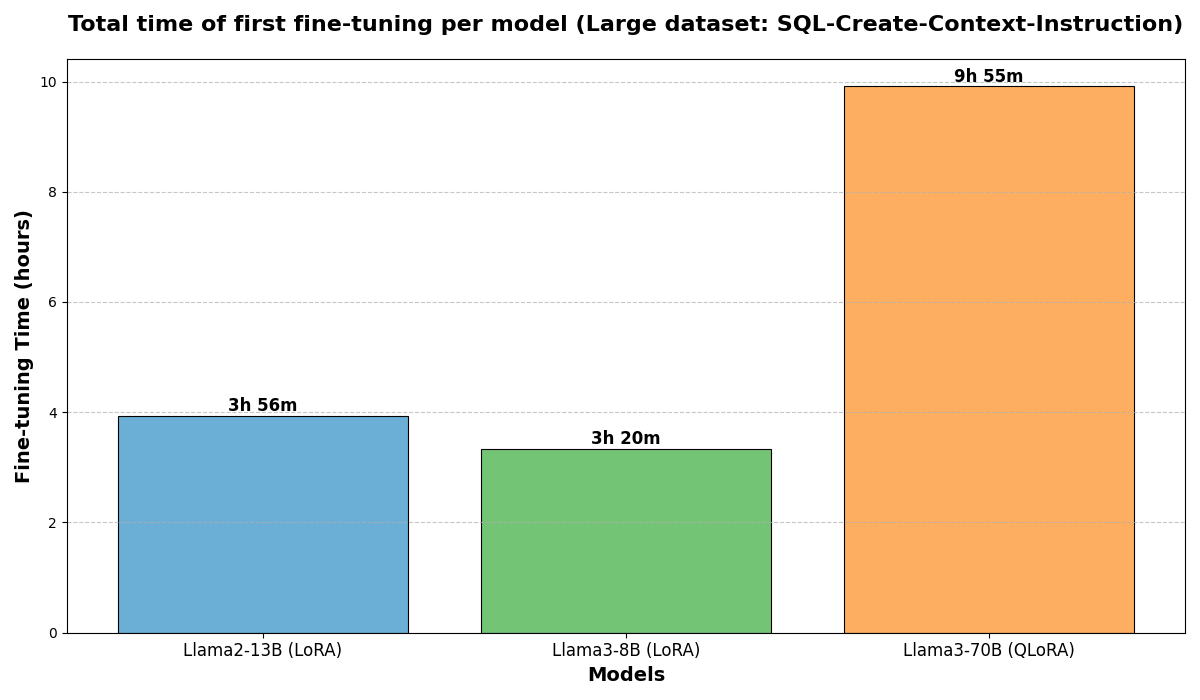 Total time of first fine-tuning per model (Large dataset: SQL-Create-Context-Instruction)
Fine-tuning Time (hours)
10
8
6
4
2
0
3h 56m
3h 20m
9h 55m
Llama2-13B (LoRA)
Llama3-8B (LoRA)
Llama3-70B (QLoRA)
Models